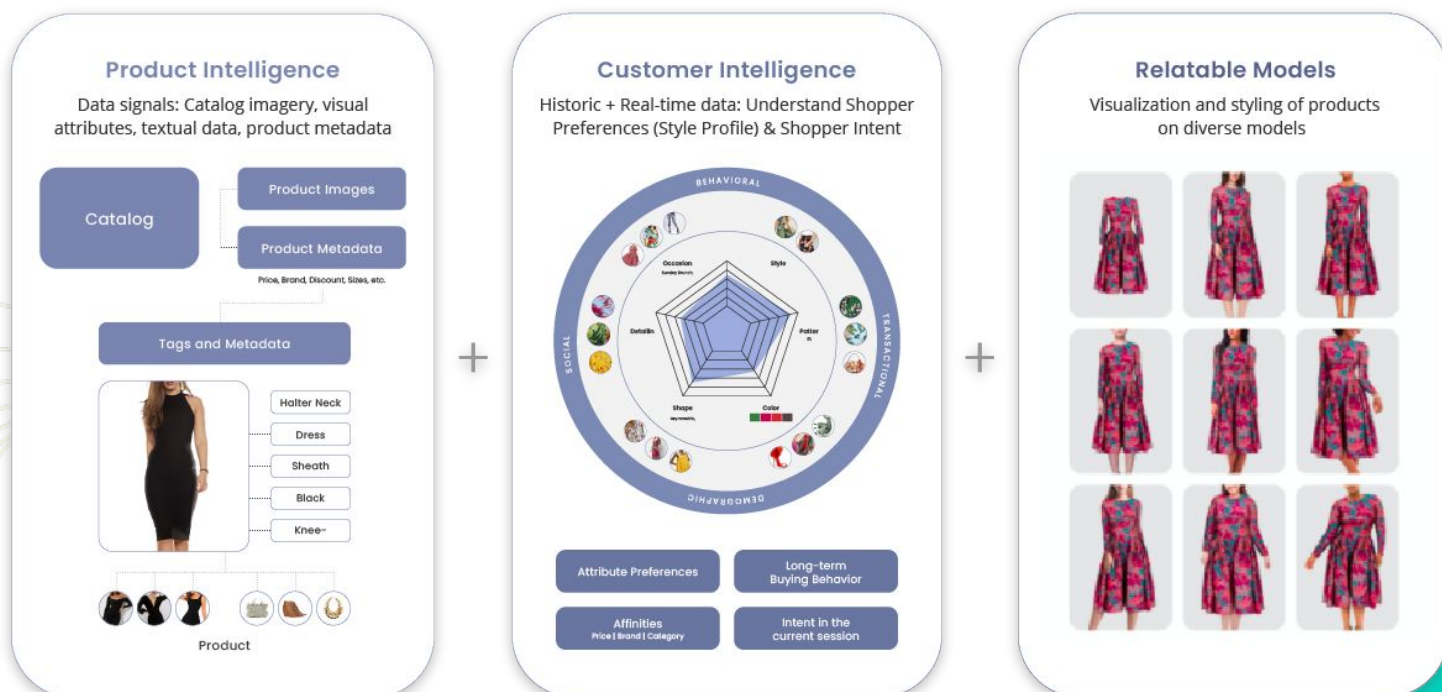 Product Intelligence
Data signals: Catalog imagery, visual
attributes, textual data, product metadata
Catalog
Product Images
Product Metadata
Price, Brand, Discount, Sizes, etc.
Tags and Metadata
Halter Neck
Dress
Sheath
Black
Knee-
Product
+
Customer Intelligence
Historic + Real-time data: Understand Shopper
Preferences (Style Profile) & Shopper Intent
BEHAVIORAL
SOCIAL
TRANSACTIONAL
DEMOGRAPHIC
Occasion
Sunday Brunch,
Style
Detailin
Patter
n
Shape
Asymmetric,
Color
Attribute Preferences
Long-term
Buying Behavior
Affinities
Price | Brand | Category
Intent in the
current session
+
Relatable Models
Visualization and styling of products
on diverse models